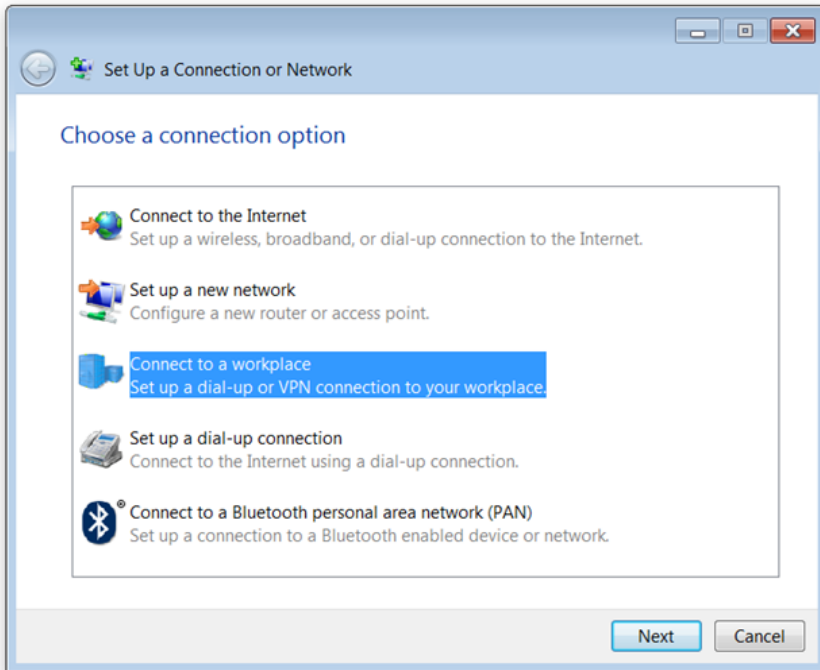 Set Up a Connection or Network
Choose a connection option
Connect to the Internet
Set up a wireless, broadband, or dial-up connection to the Internet.
Set up a new network
Configure a new router or access point.
Connect to a workplace
Set up a dial-up or VPN connection to your workplace.
Set up a dial-up connection
Connect to the Internet using a dial-up connection.
Connect to a Bluetooth personal area network (PAN)
Set up a connection to a Bluetooth enabled device or network.
Next Cancel